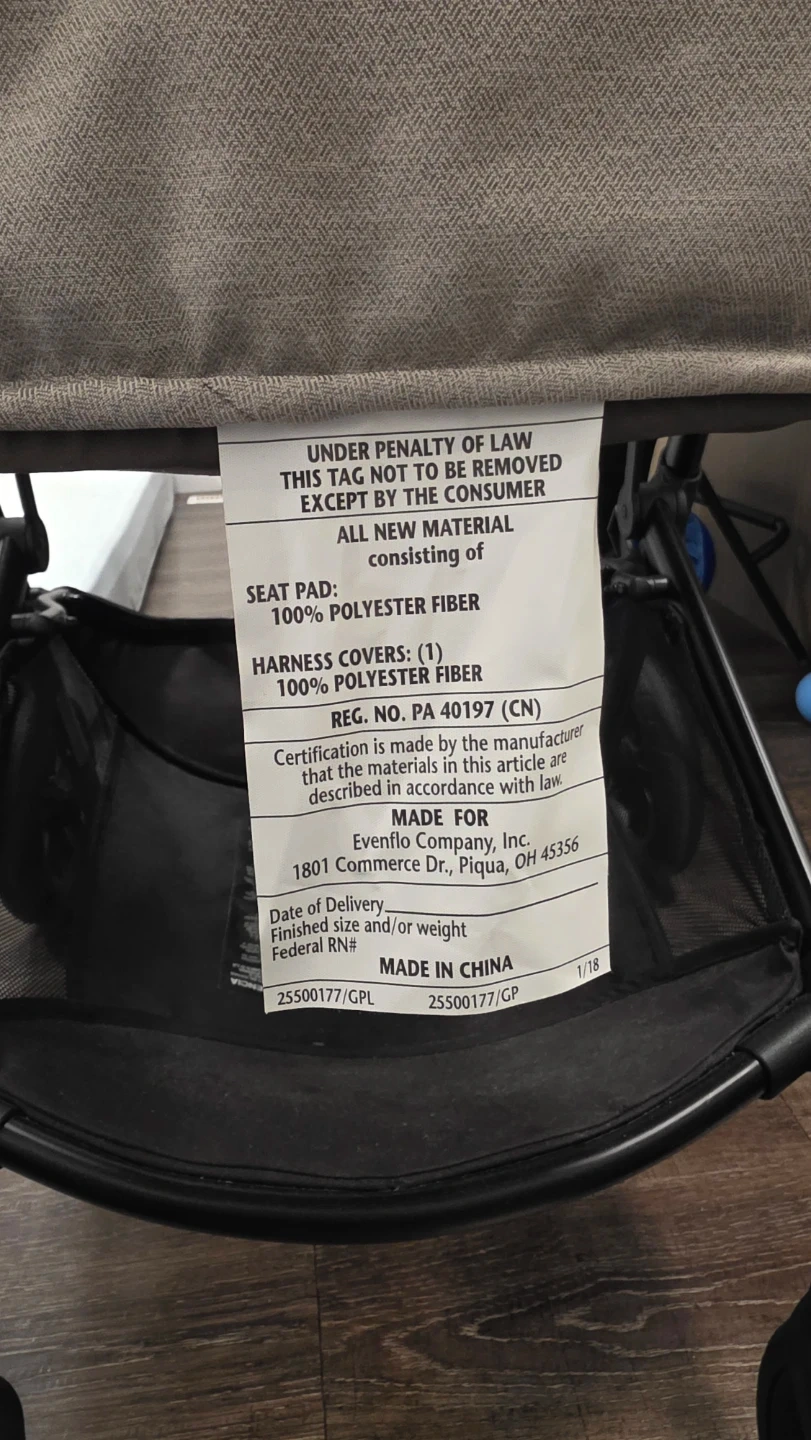 UNDER PENALTY OF LAW
THIS TAG NOT TO BE REMOVED
EXCEPT BY THE CONSUMER
ALL NEW MATERIAL
consisting of
SEAT PAD:
100% POLYESTER FIBER
HARNESS COVERS: (1)
100% POLYESTER FIBER
REG. NO. PA 40197 (CN)
Certification is made by the manufacturer
that the materials in this article are
described in accordance with law.
MADE FOR
Evenflo Company, Inc.
1801 Commerce Dr., Piqua, OH 45356
Date of Delivery
Finished size and/or weight
Federal RN#
MADE IN CHINA
25500177/GPL 25500177/GP 1/18